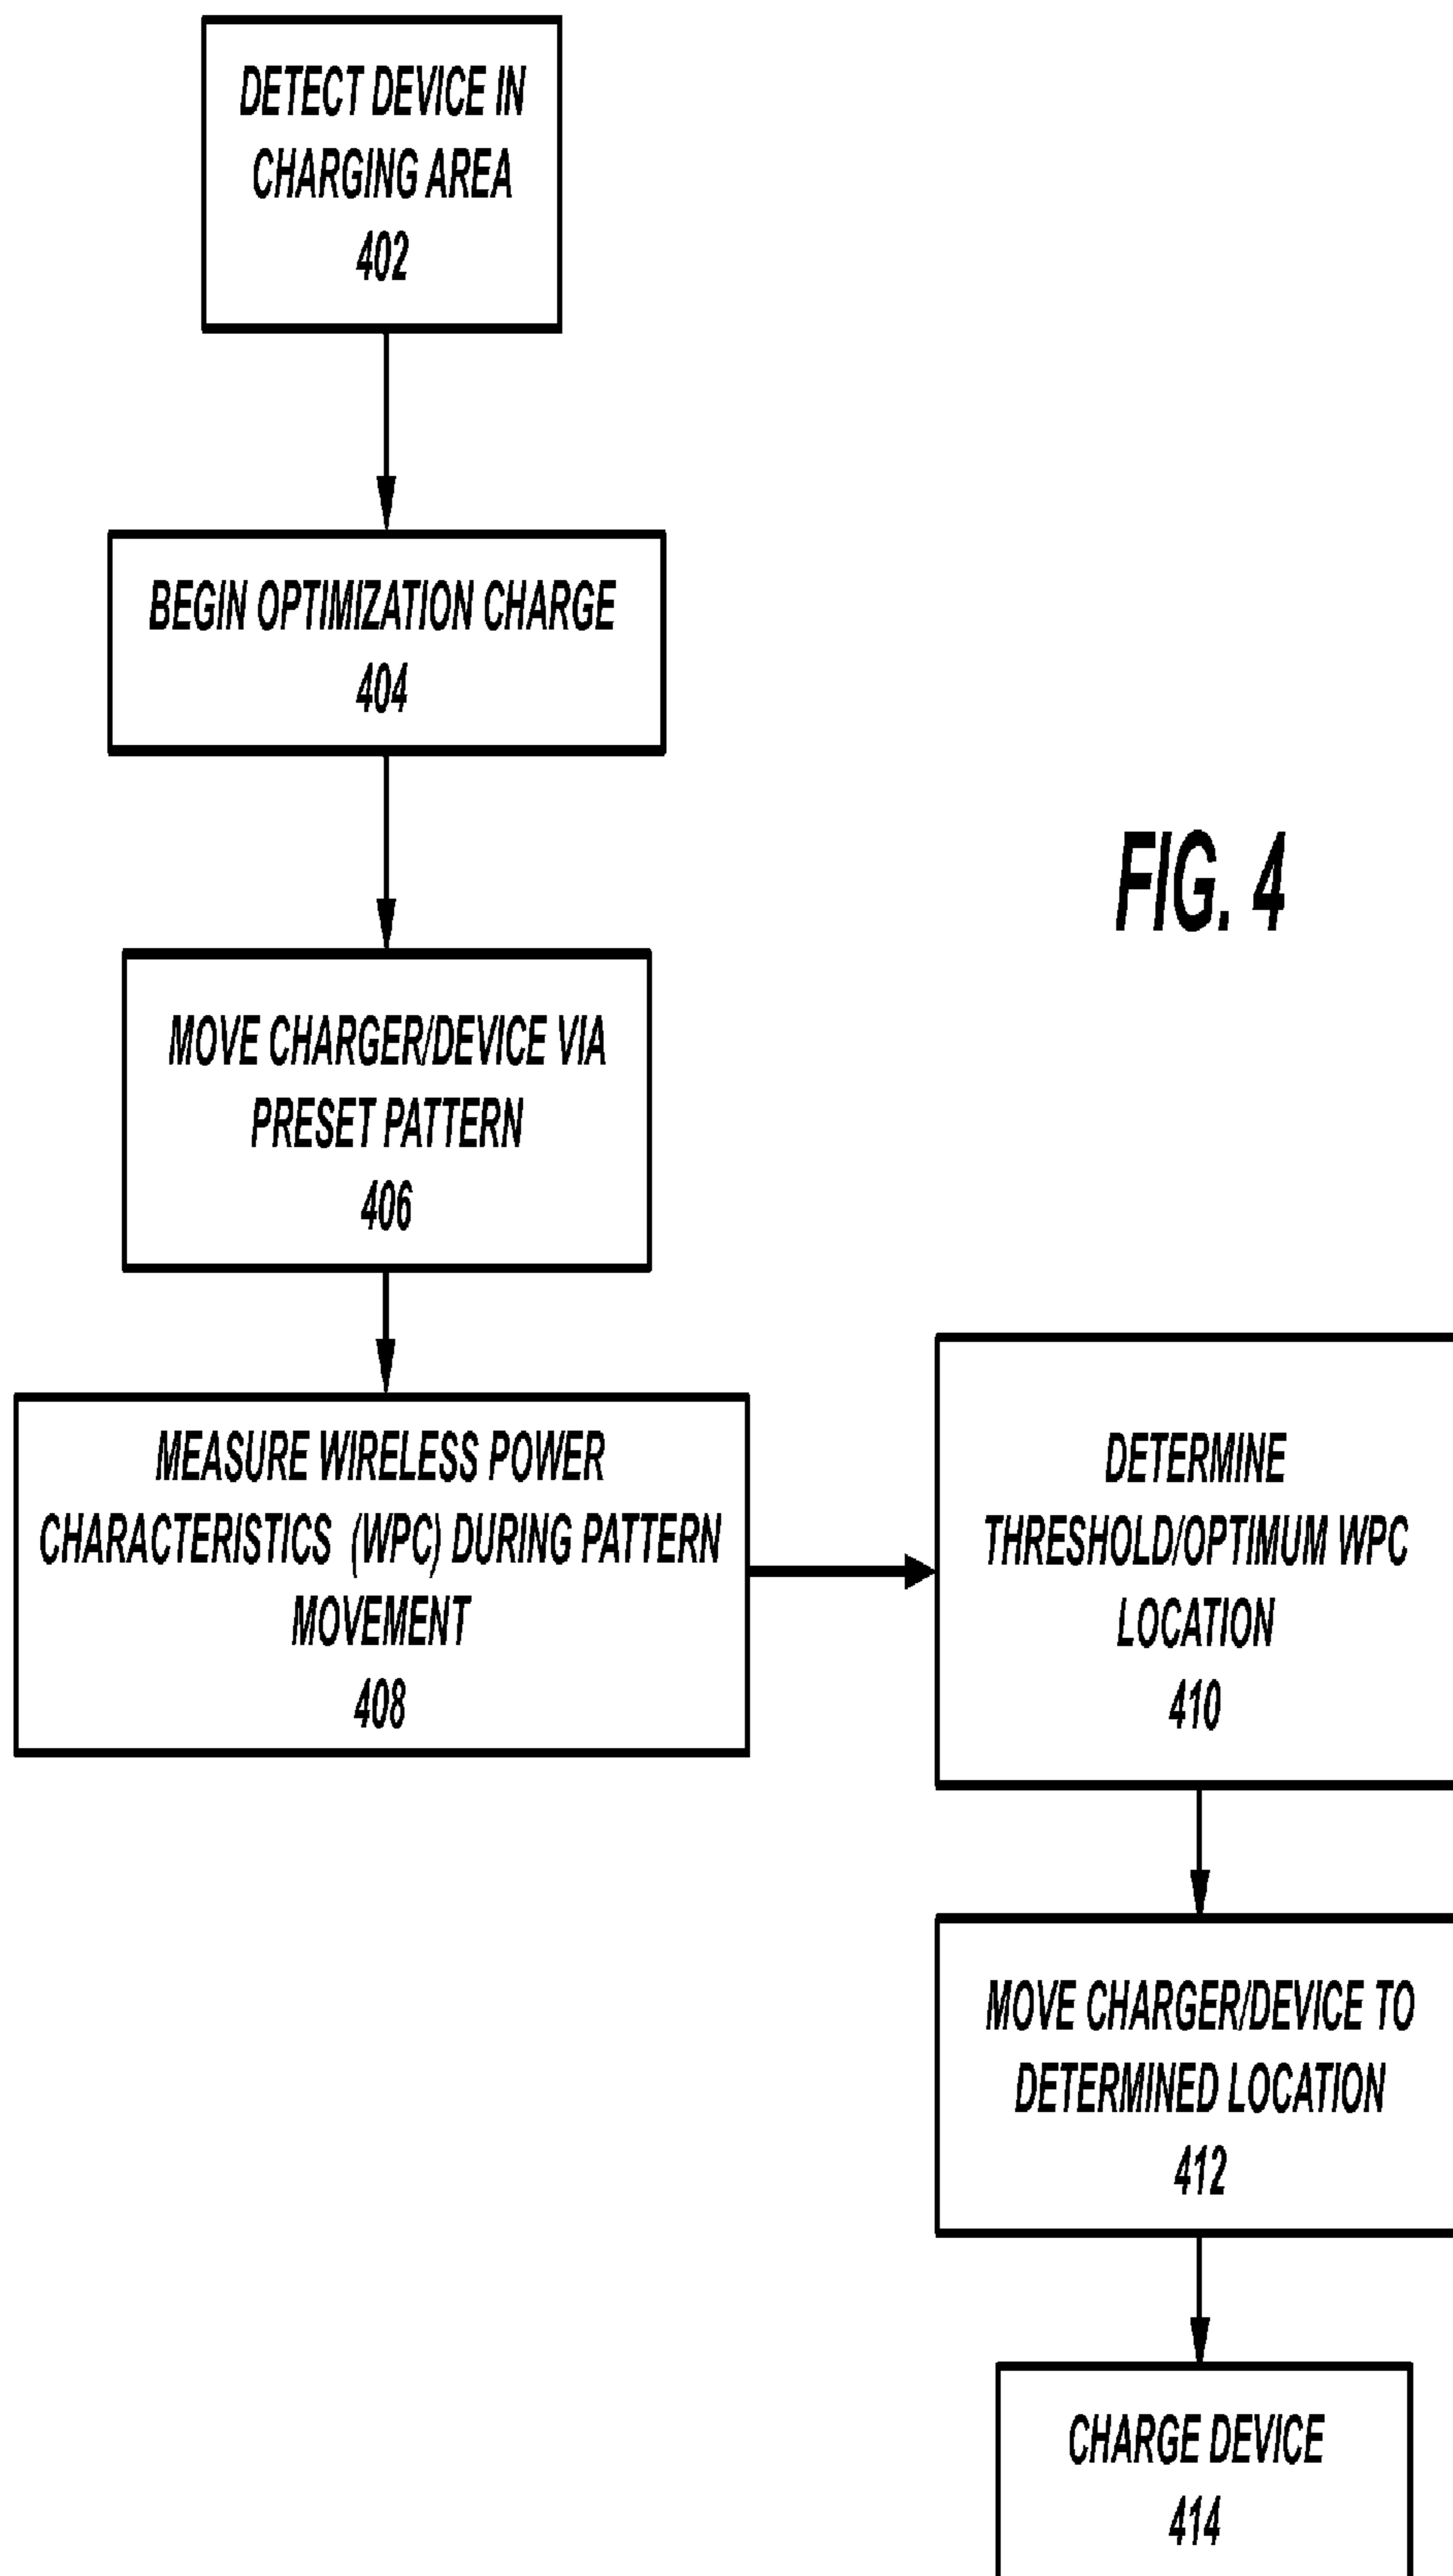 DETECT DEVICE IN
CHARGING AREA
402
BEGIN OPTIMIZATION CHARGE
404
FIG. 4
MOVE CHARGER/DEVICE VIA
PRESET PATTERN
406
MEASURE WIRELESS POWER
CHARACTERISTICS (WPC) DURING PATTERN
MOVEMENT
408
DETERMINE
THRESHOLD/OPTIMUM WPC
LOCATION
410
MOVE CHARGER/DEVICE TO
DETERMINED LOCATION
412
CHARGE DEVICE
414